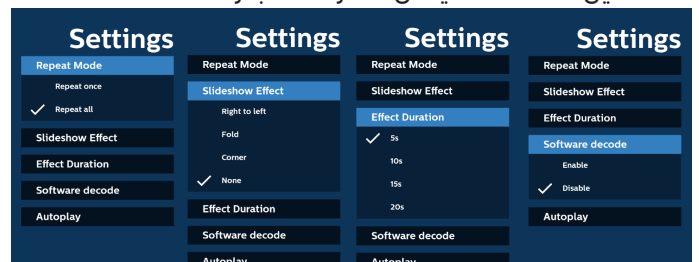 Settings
Repeat Mode
Repeat once
Repeat all
Slideshow Effect
Effect Duration
Software decode
Autoplay
Settings
Repeat Mode
Slideshow Effect
Right to left
Fold
Corner
None
Effect Duration
Software decode
Autoplay
Settings
Repeat Mode
Slideshow Effect
Effect Duration
5s
10s
15s
20s
Software decode
Autoplay
Settings
Repeat Mode
Slideshow Effect
Effect Duration
Software decode
Enable
Disable
Autoplay